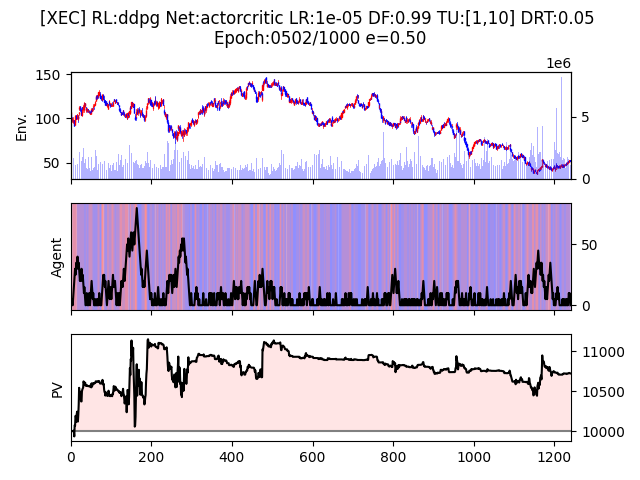 [XEC] RL:ddpg Net:actorcritic LR:1e-05 DF:0.99 TU:[1,10] DRT:0.05
Epoch:0502/1000 e=0.50
1e6
150
100
50
Env.
5
0
Agent
50
0
PV
11000
10500
10000
0 200 400 600 800 1000 1200